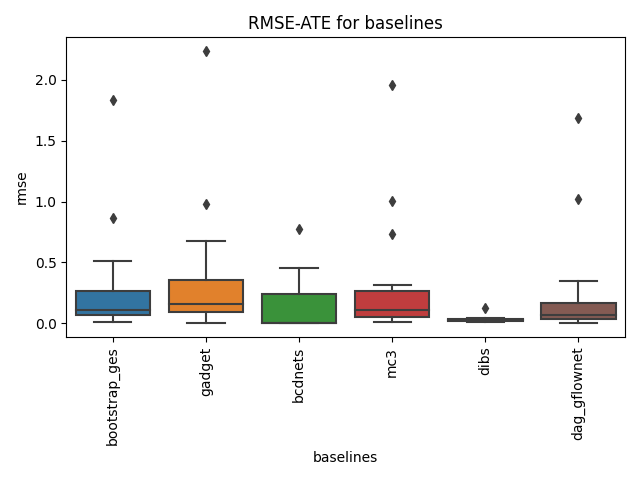 RMSE-ATE for baselines
rmse
2.0
1.5
1.0
0.5
0.0
bootstrap_ges
gadget
bcdnets
mc3
dibs
dag_gflownet
baselines